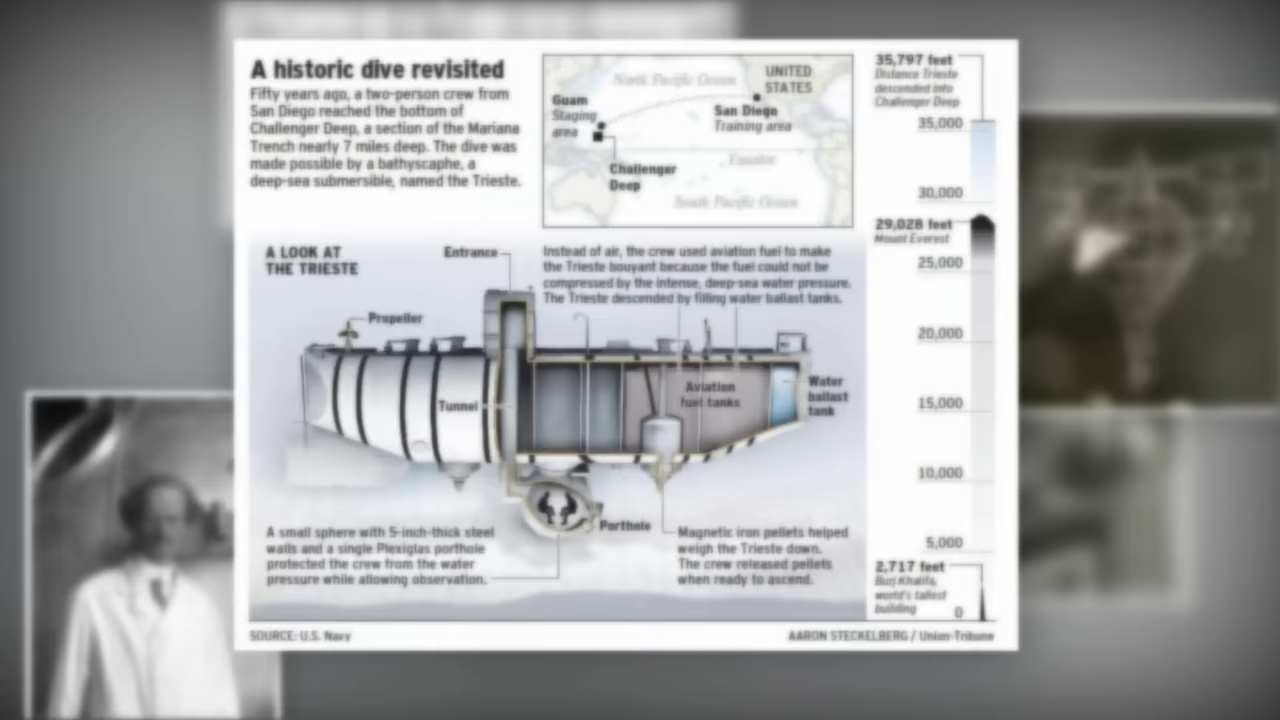 A historic dive revisited
Fifty years ago, a two-person crew from
San Diego reached the bottom of
Challenger Deep, a section of the Mariana
Trench nearly 7 miles deep. The dive was
made possible by a bathyscaphe, a
deep-sea submersible, named the Trieste.
North Pacific Ocean
UNITED
STATES
Guam
Staging
area
San Diego
Training area
Equator
Challenger
Deep
South Pacific Ocean
35,797 feet
Distance Trieste
descended into
Challenger Deep
35,000
30,000
29,028 feet
Mount Everest
25,000
20,000
15,000
10,000
5,000
2,717 feet
Burj Khalifa,
world's tallest
building
0
A LOOK AT
THE TRIESTE
Entrance
Instead of air, the crew used aviation fuel to make
the Trieste bouyant because the fuel could not be
compressed by the intense, deep-sea water pressure.
The Trieste descended by filling water ballast tanks.
Propeller
Tunnel
Aviation
fuel tanks
Water
ballast
tank
Porthole
A small sphere with 5-inch-thick steel
walls and a single Plexiglas porthole
protected the crew from the water
pressure while allowing observation.
Magnetic iron pellets helped
weigh the Trieste down.
The crew released pellets
when ready to ascend.
SOURCE: U.S. Navy
AARON STECKELBERG / Union-Tribune